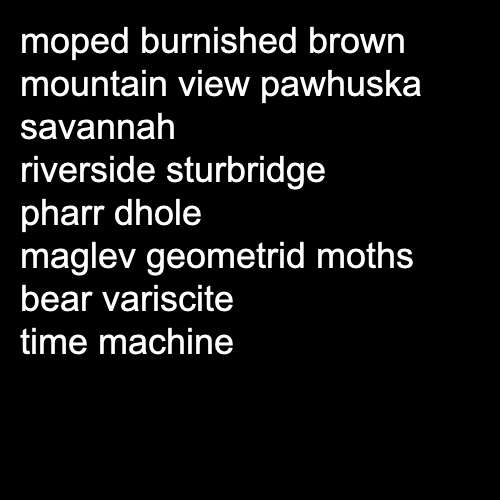 moped burnished brown
mountain view pawhuska
savannah
riverside sturbridge
pharr dhole
maglev geometrid moths
bear variscite
time machine